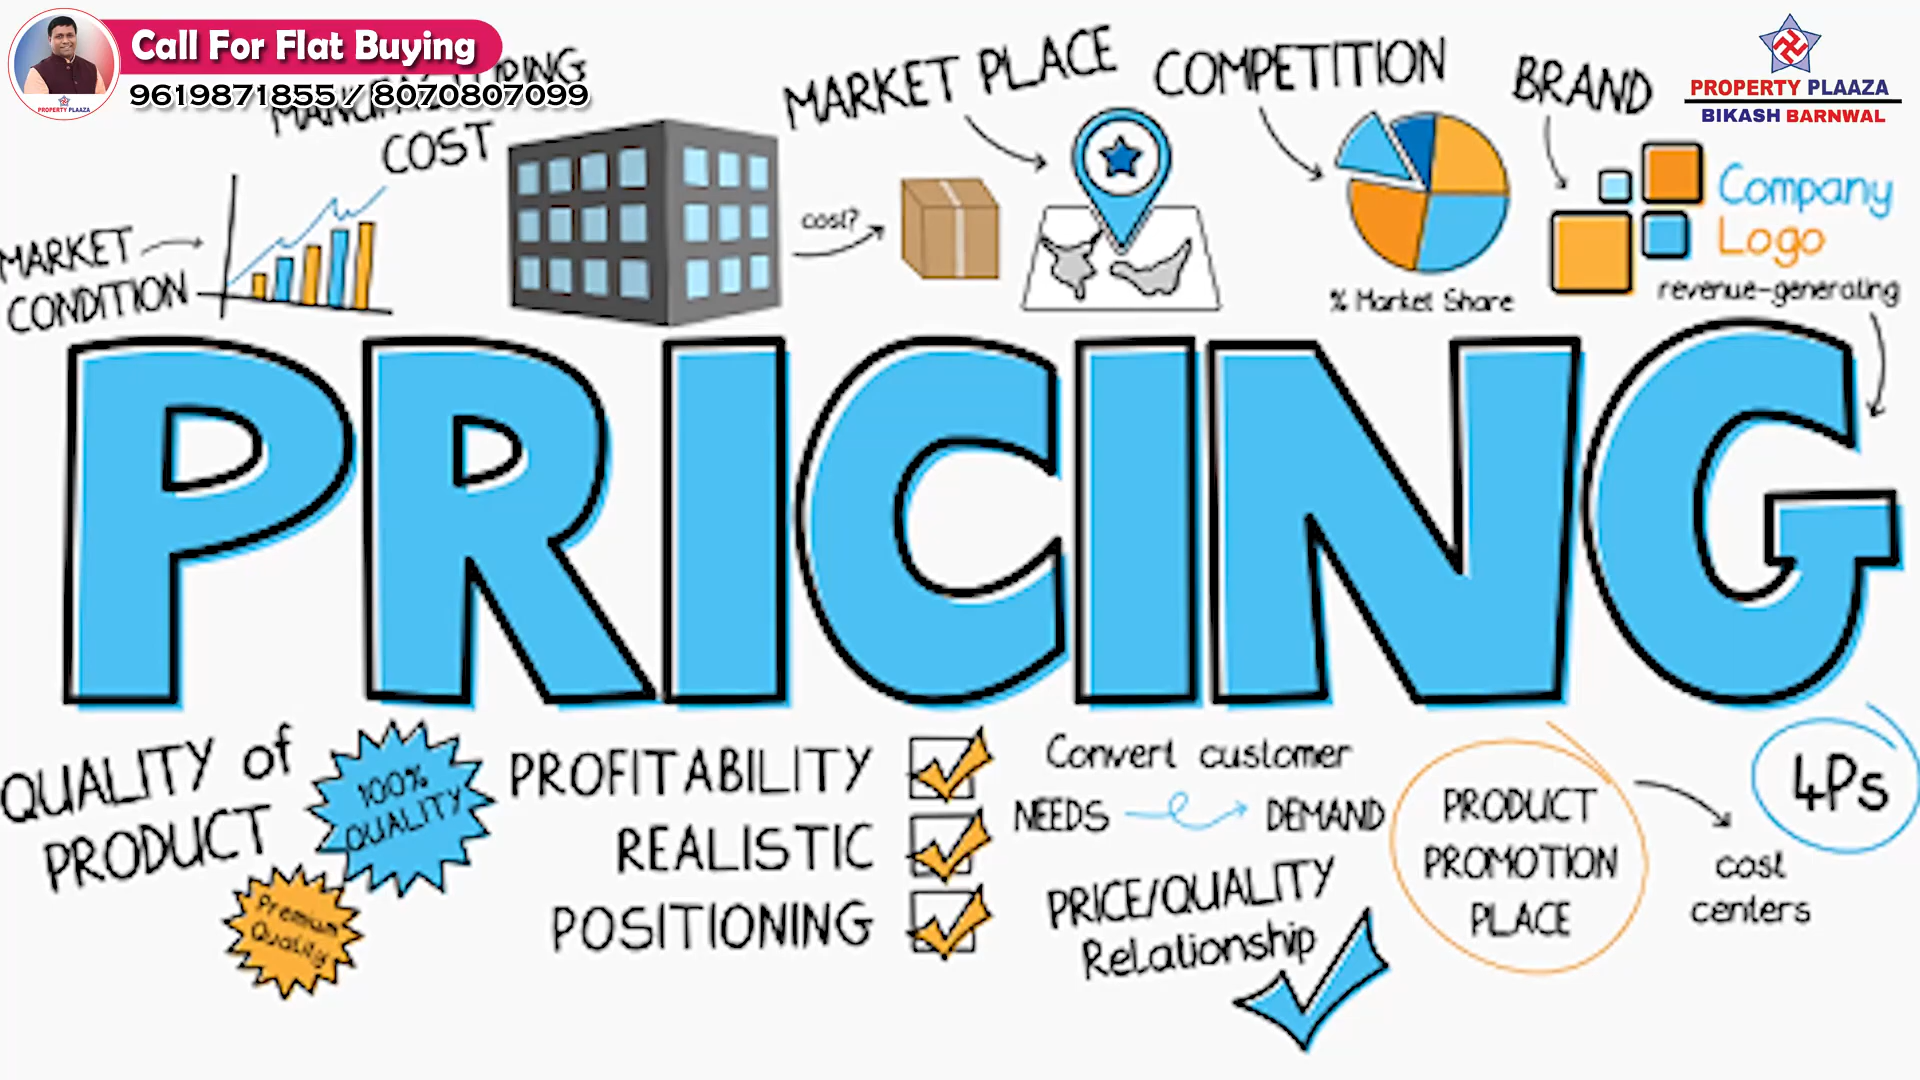 Call For Flat Buying
9619871855 / 8070807099
PROPERTY PLAAZA
PROPERTY PLAAZA
BIKASH BARNWAL
COST
MARKET PLACE
COMPETITION
BRAND
MARKET
CONDITION
cost?
% Market Share
Company
Logo
revenue-generating
PRICING
QUALITY of
PRODUCT
100%
QUALITY
Premium
Quality
PROFITABILITY
REALISTIC
POSITIONING
Convert customer
NEEDS
DEMAND
PRICE/QUALITY
Relationship
PRODUCT
PROMOTION
PLACE
4Ps
cost
centers